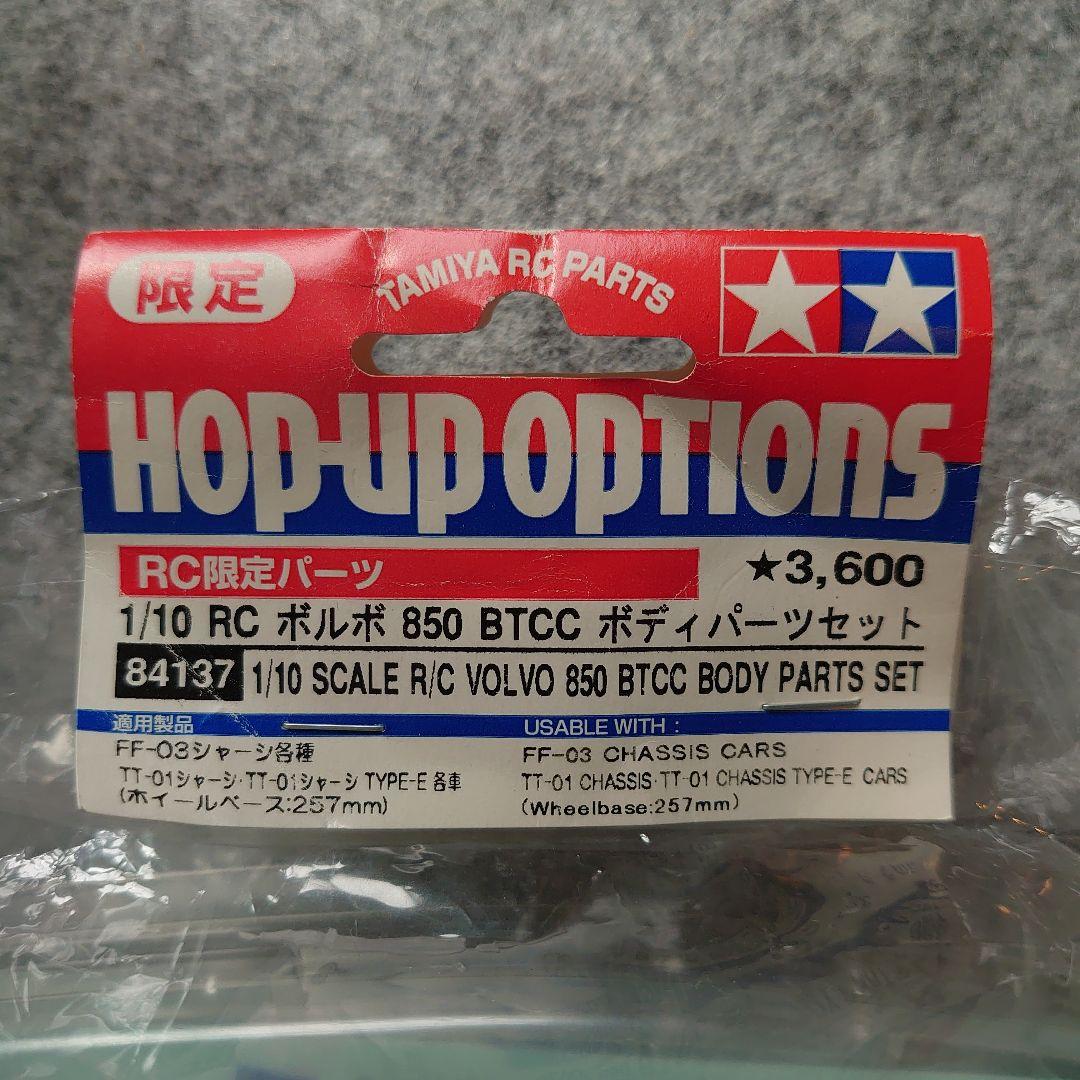 限定
TAMIYA RC PARTS
HOP-UP OPTIONS
RC限定パーツ
★3,600
1/10 RC ボルボ 850 BTCC ボディパーツセット
84137 1/10 SCALE R/C VOLVO 850 BTCC BODY PARTS SET
適用製品
FF-03シャーシ各種
TT-01シャーシ·TT-01シャーシ TYPE-E 各車
(ホイールベース:257mm)
USABLE WITH :
FF-03 CHASSIS CARS
TT-01 CHASSIS·TT-01 CHASSIS TYPE-E CARS
(Wheelbase:257mm)